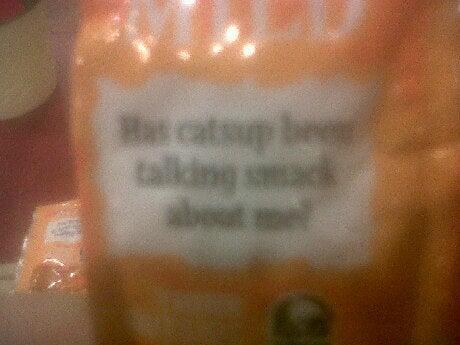 MILD
Has catsup been
talking smack
about me?